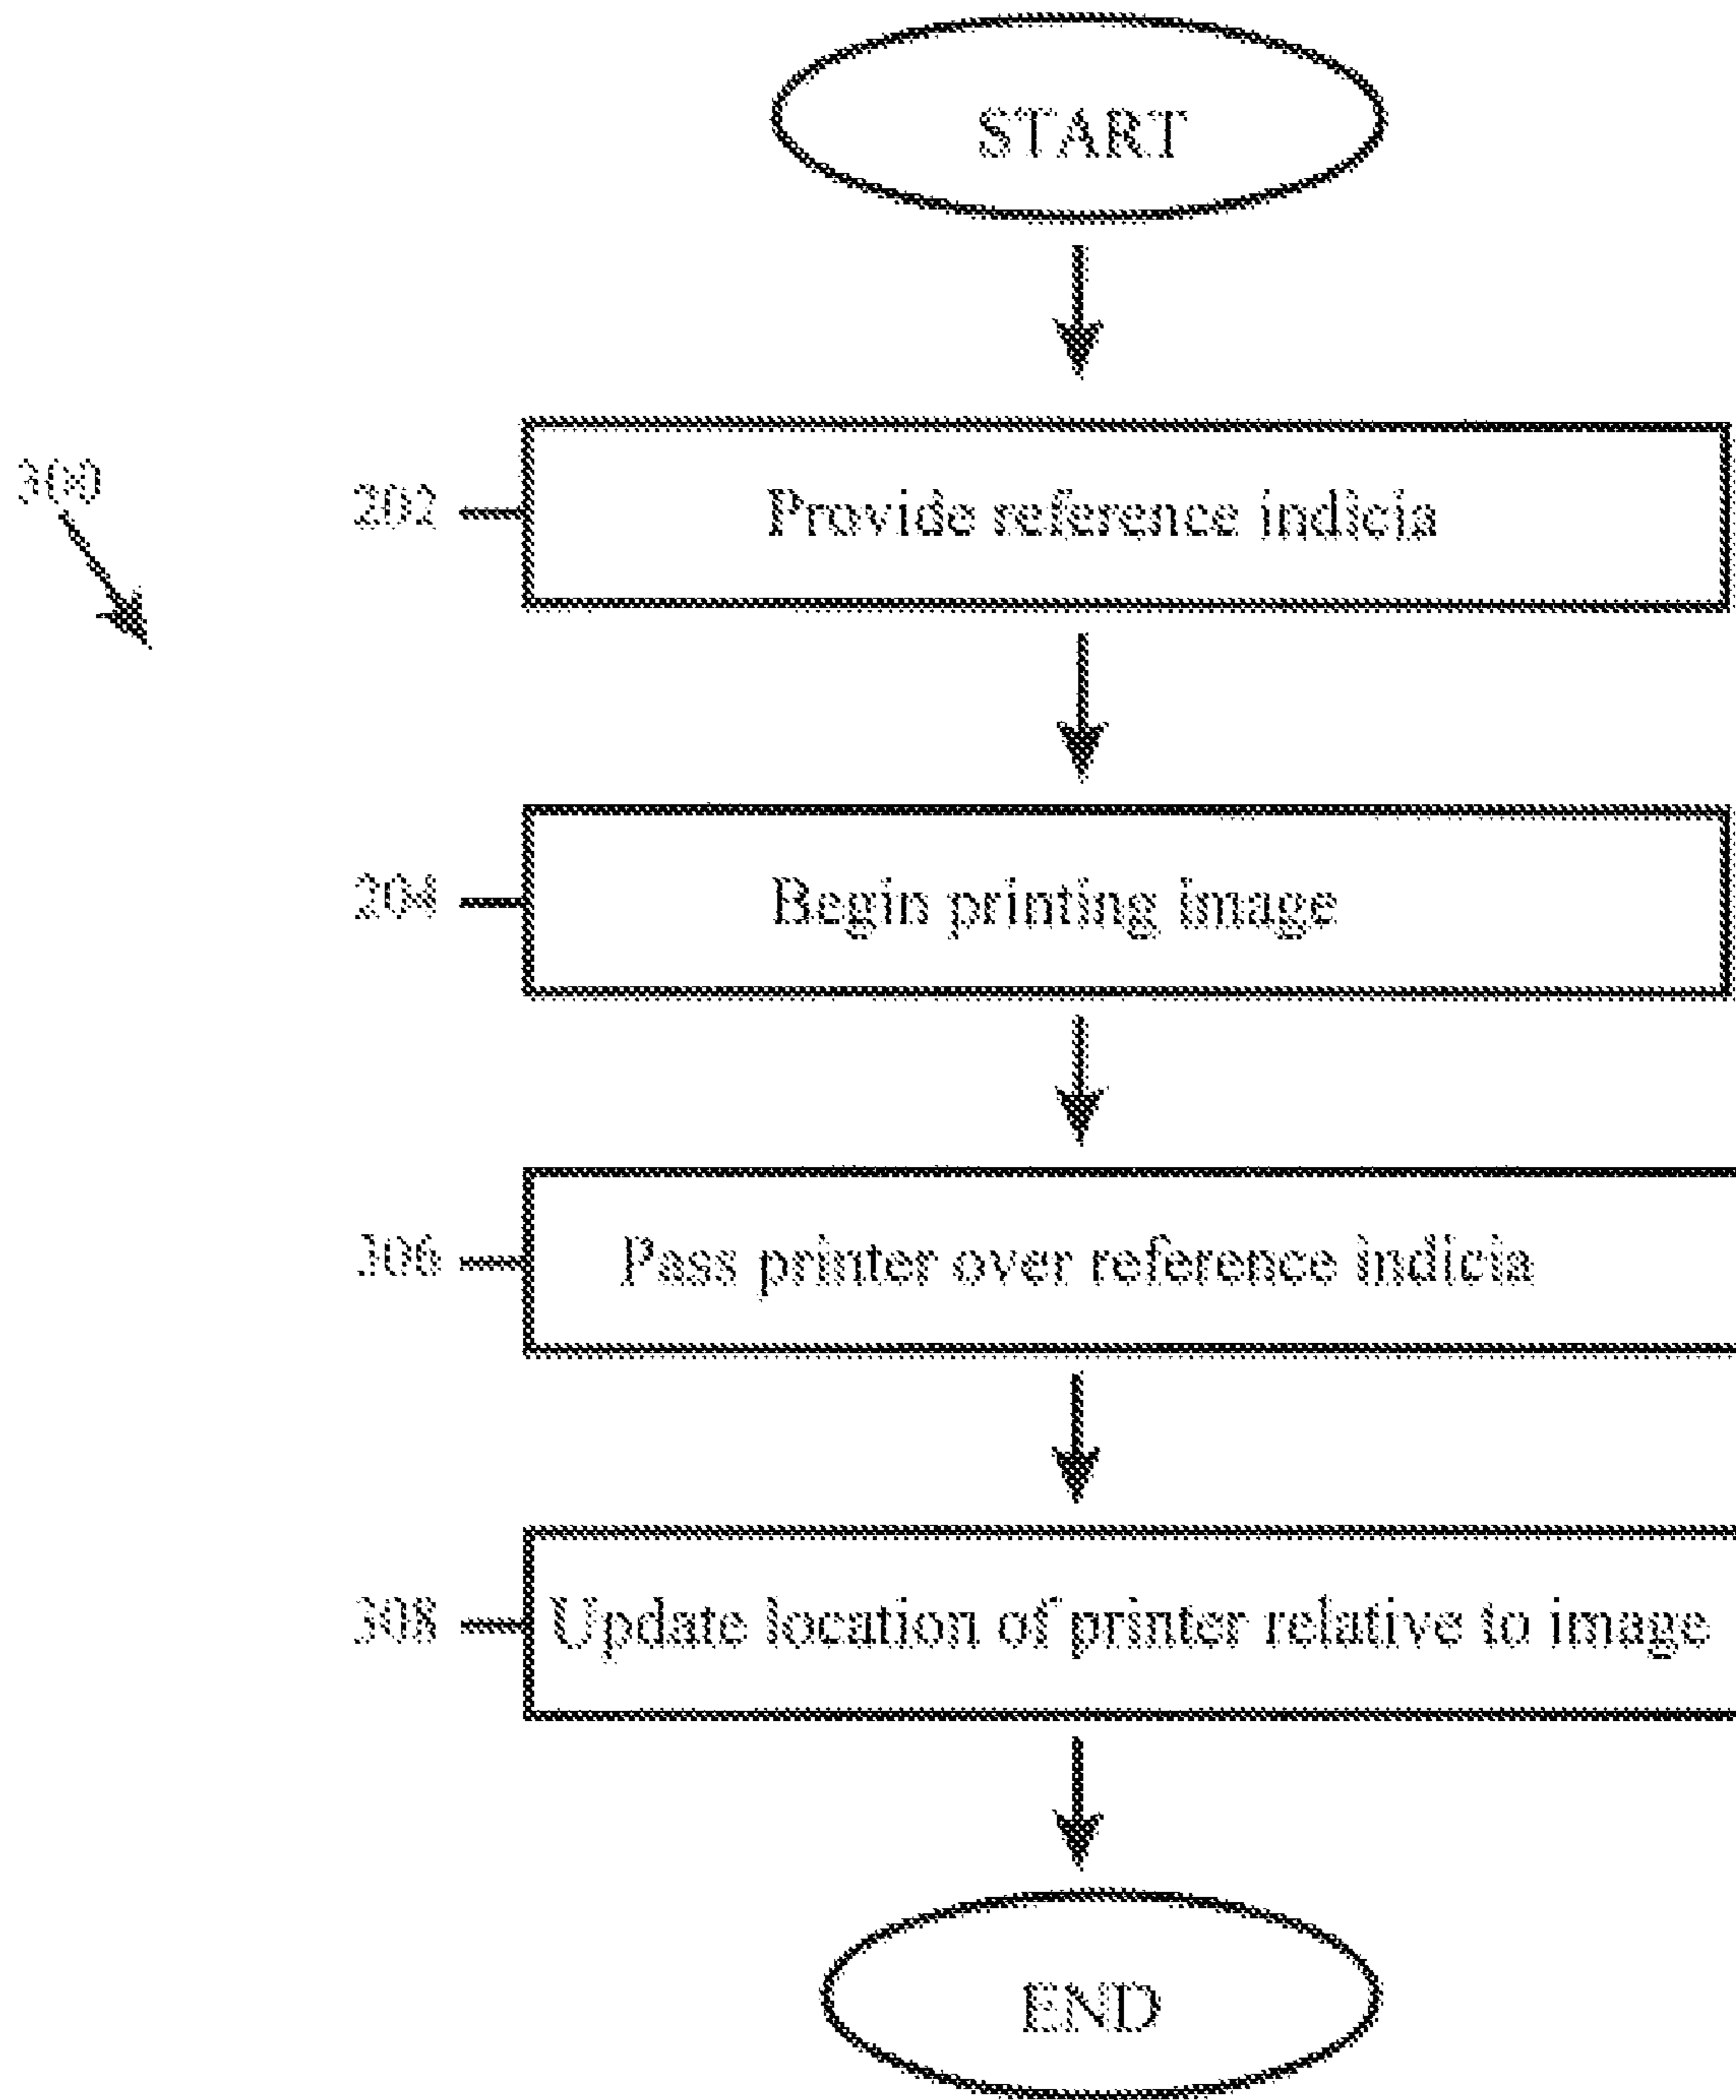 START
300
202
Provide reference indicia
204
Begin printing image
306
Pass printer over reference indicia
308
Update location of printer relative to image
END